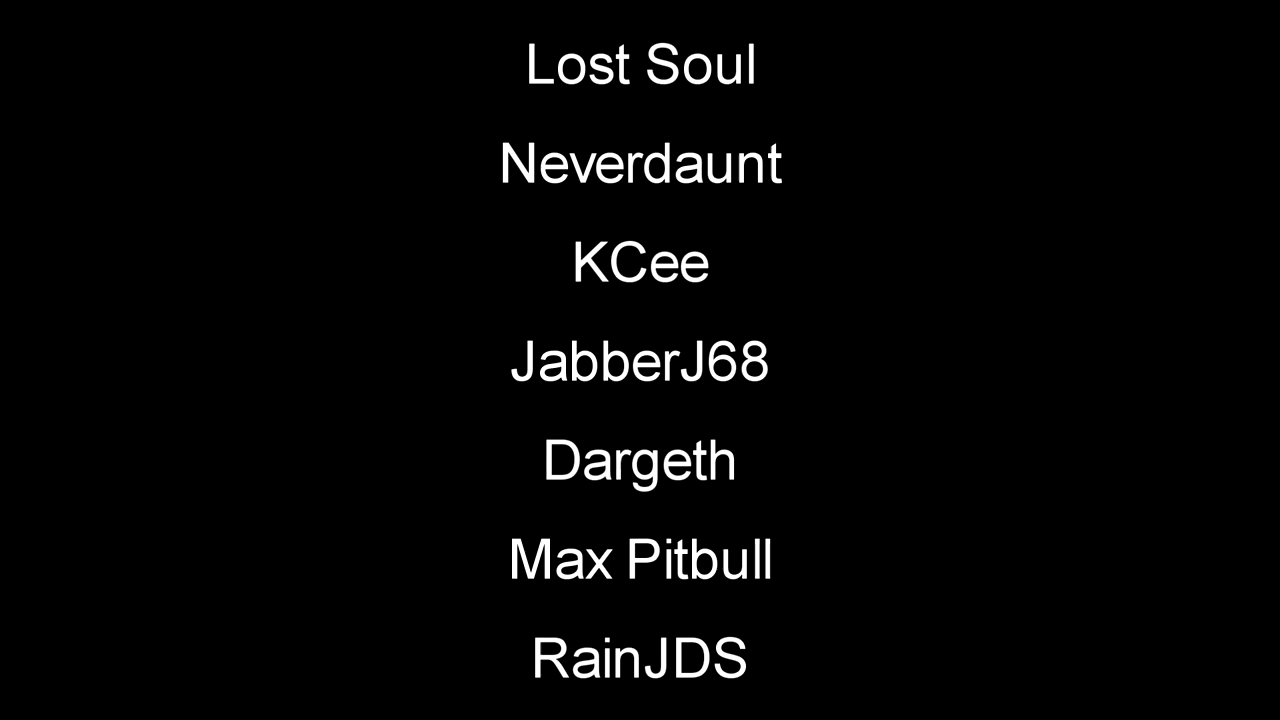 Lost Soul
Neverdaunt
KCee
JabberJ68
Dargeth
Max Pitbull
RainJDS